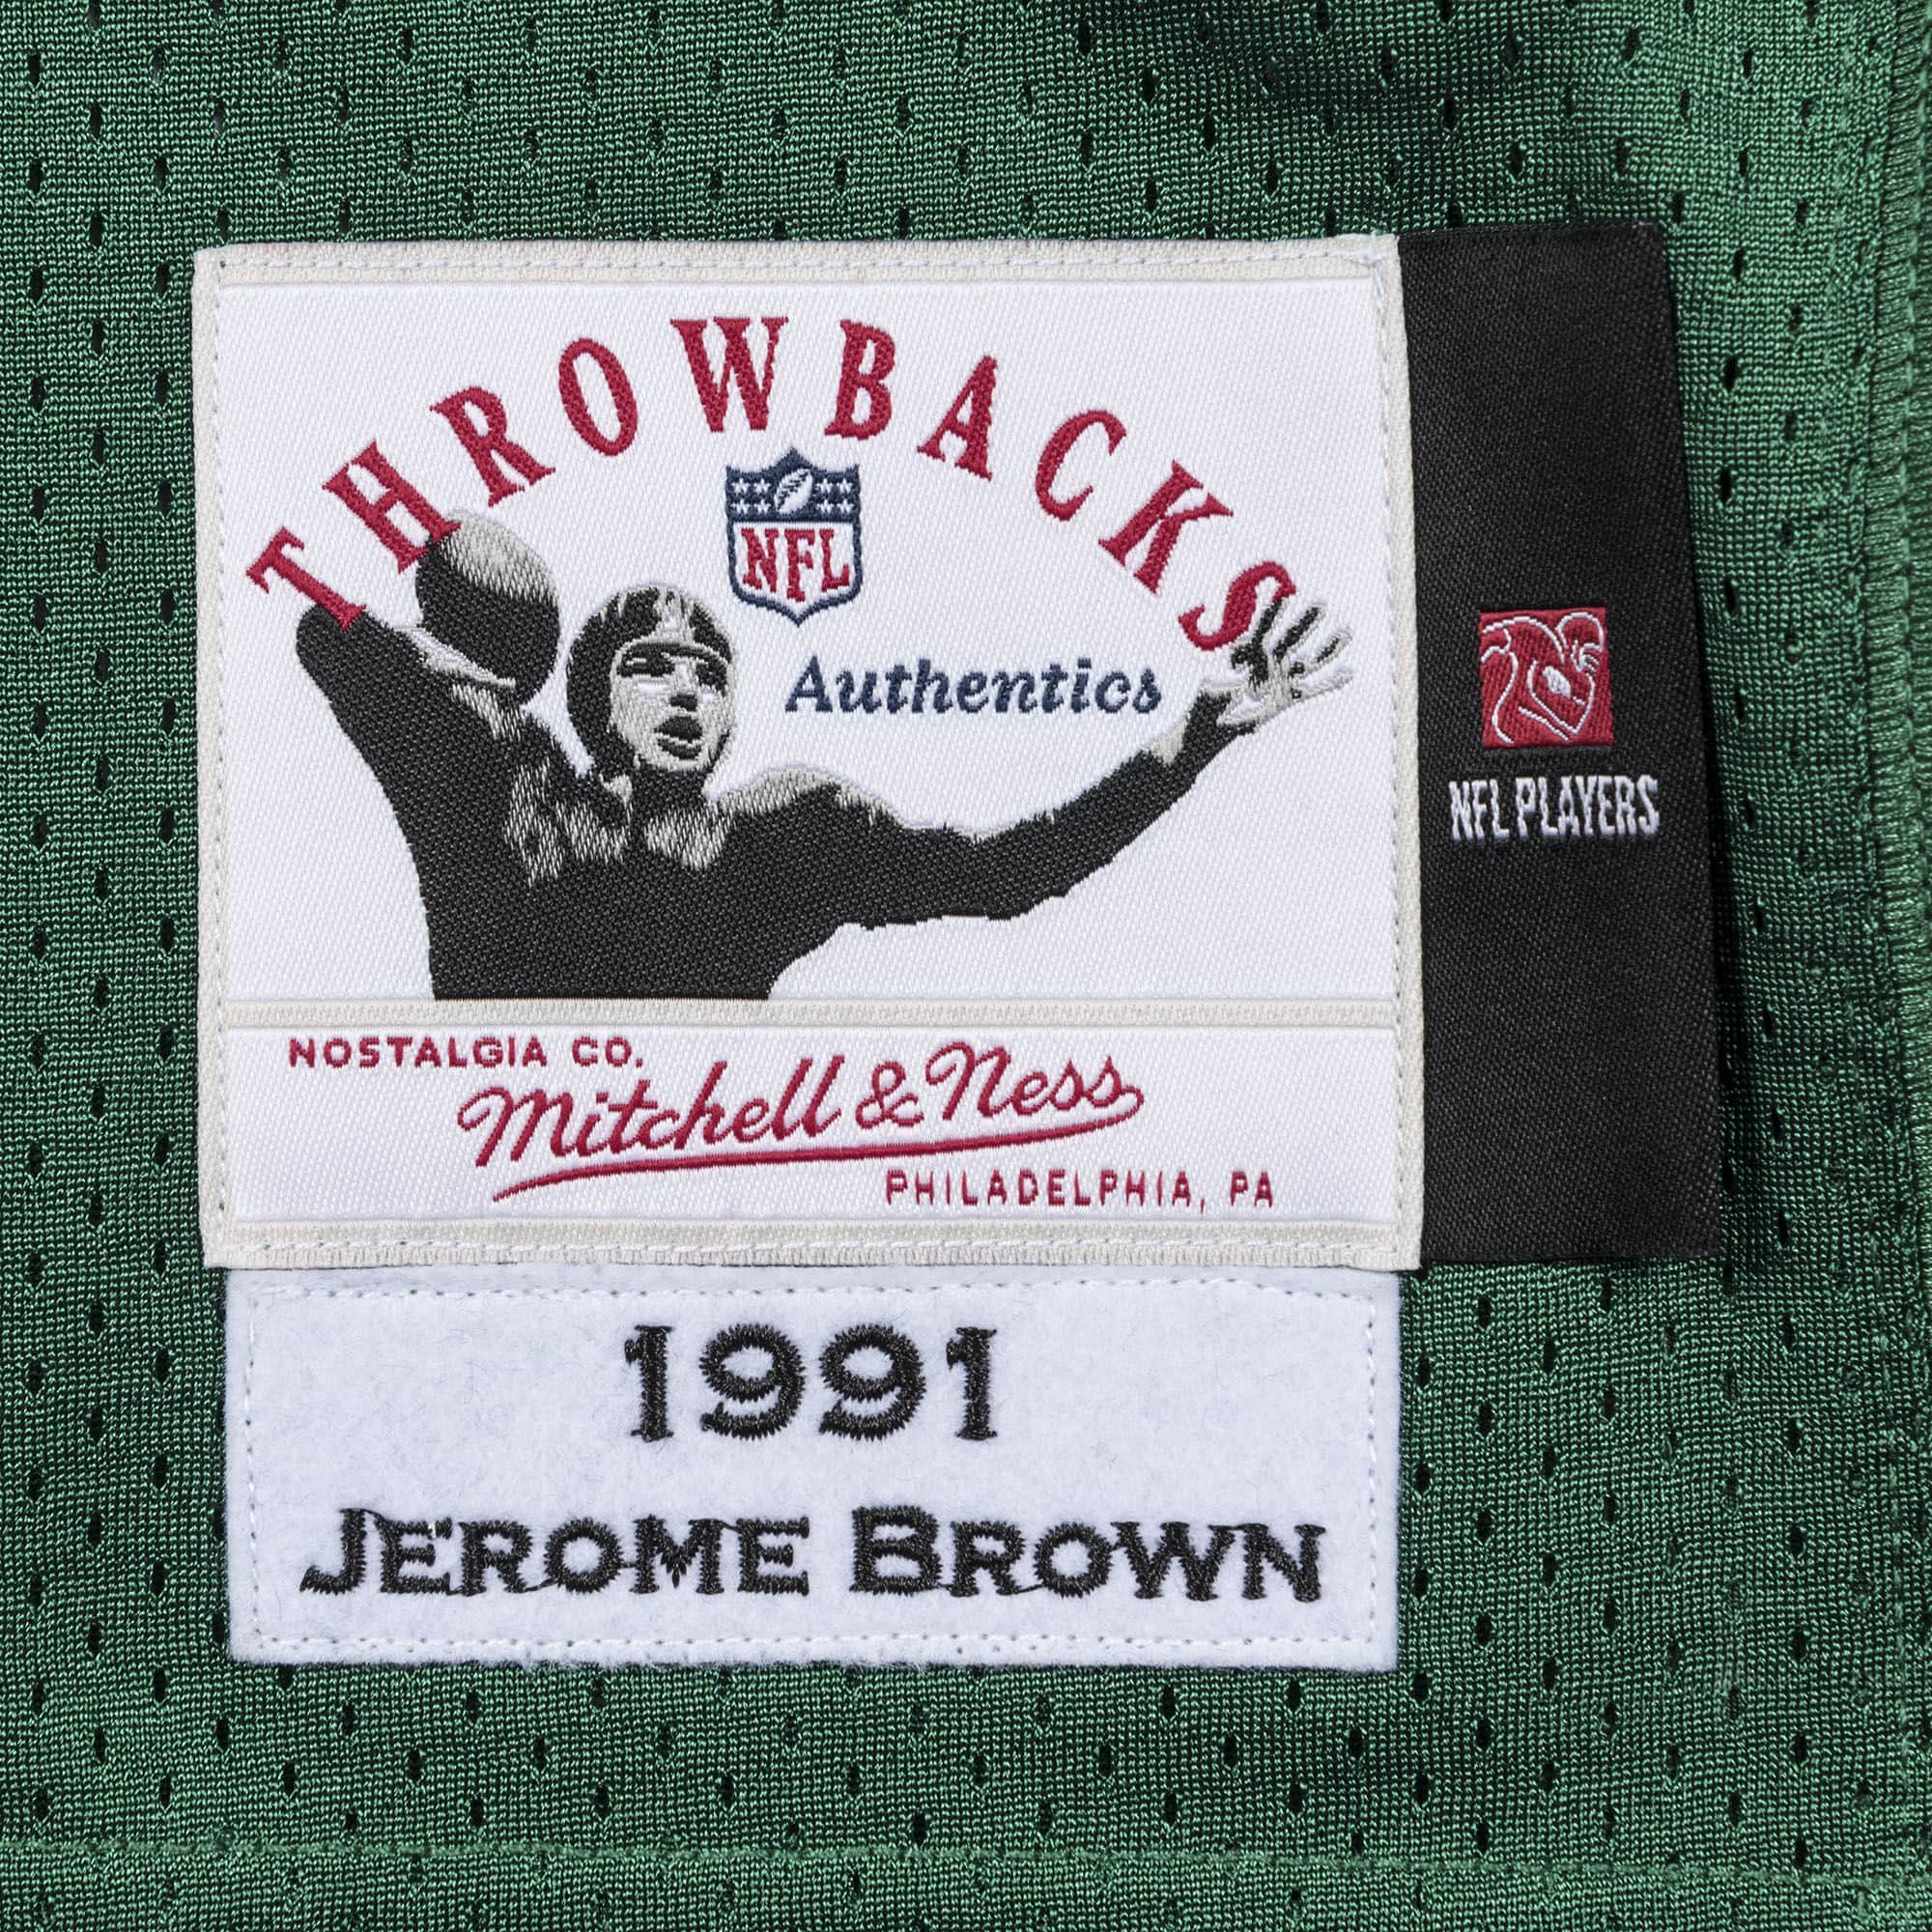 THROWBACKS
NFL
Authentics
NFL PLAYERS
NOSTALGIA CO.
Mitchell & Ness
PHILADELPHIA, PA
1991
JEROME BROWN